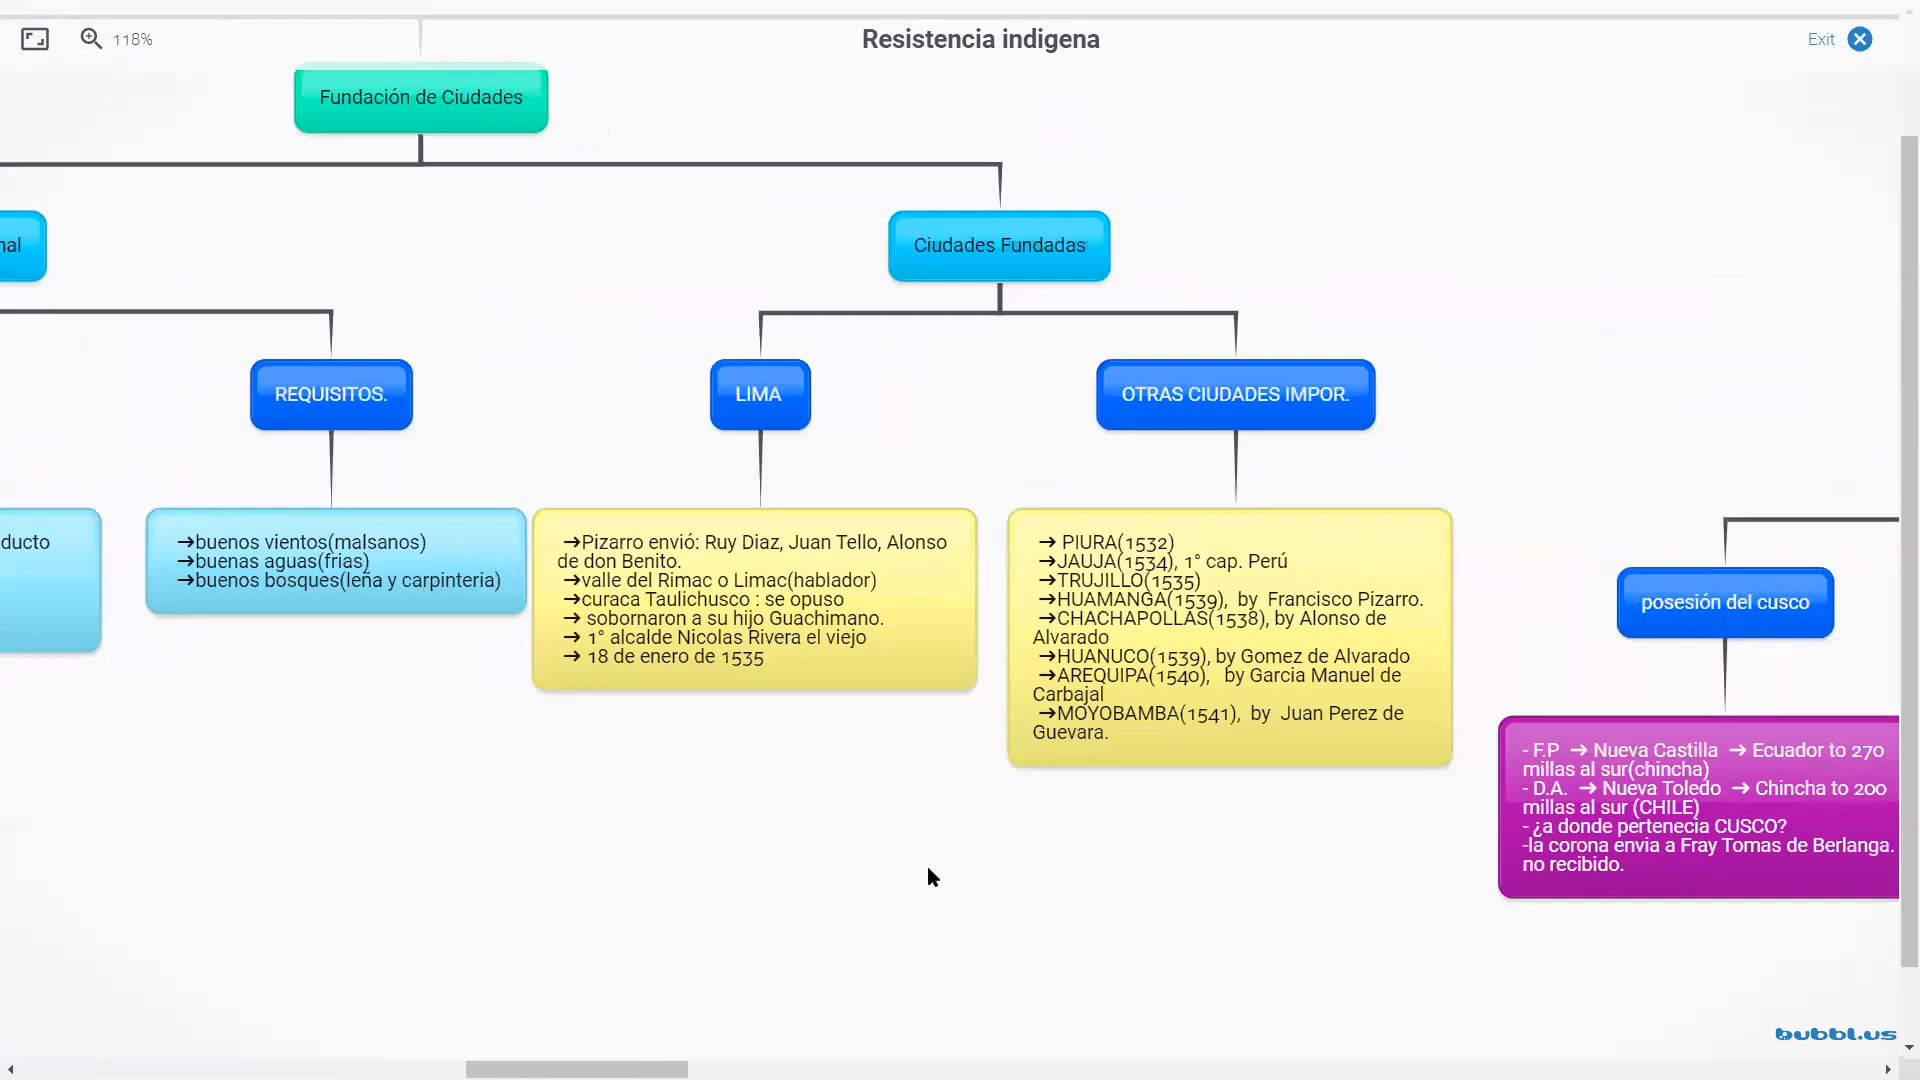 118%
Resistencia indigena
Exit
Fundación de Ciudades
nal
Ciudades Fundadas
REQUISITOS.
LIMA
OTRAS CIUDADES IMPOR.
ducto
→buenos vientos(malsanos)
→buenas aguas(frias)
→buenos bosques(leña y carpinteria)
→Pizarro envió: Ruy Diaz, Juan Tello, Alonso
de don Benito.
→valle del Rimac o Limac(hablador)
→curaca Taulichusco : se opuso
→ sobornaron a su hijo Guachimano.
→ 1° alcalde Nicolas Rivera el viejo
→ 18 de enero de 1535
→ PIURA(1532)
→JAUJA(1534), 1° cap. Perú
→TRUJILLO(1535)
→HUAMANGA(1539), by Francisco Pizarro.
→CHACHAPOLLAS(1538), by Alonso de
Alvarado
→HUANUCO(1539), by Gomez de Alvarado
→AREQUIPA(1540), by Garcia Manuel de
Carbajal
→MOYOBAMBA(1541), by Juan Perez de
Guevara.
posesión del cusco
- F.P → Nueva Castilla → Ecuador to 270
millas al sur(chincha)
- D.A. → Nueva Toledo → Chincha to 200
millas al sur (CHILE)
- ¿a donde pertenecia CUSCO?
-la corona envia a Fray Tomas de Berlanga.
no recibido.
bubbl.us